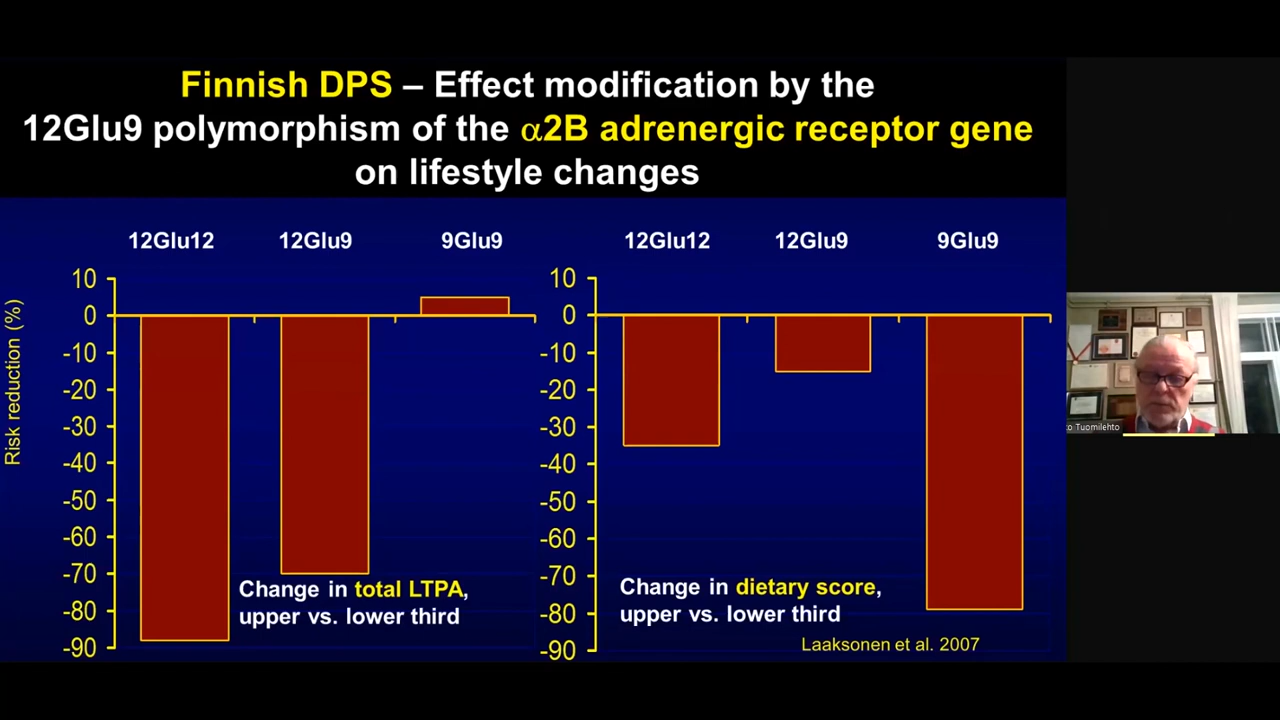 Finnish DPS – Effect modification by the
12Glu9 polymorphism of the α2B adrenergic receptor gene
on lifestyle changes
12Glu12 12Glu9 9Glu9
Risk reduction (%)
10
0
-10
-20
-30
-40
-50
-60
-70
-80
-90
Change in total LTPA,
upper vs. lower third
12Glu12 12Glu9 9Glu9
10
0
-10
-20
-30
-40
-50
-60
-70
-80
-90
Change in dietary score,
upper vs. lower third
Laaksonen et al. 2007
Tuomilehto